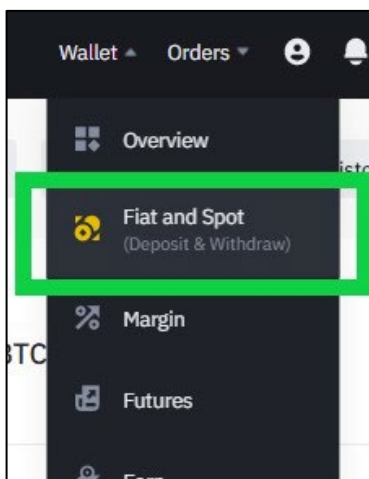 Wallet Orders
Overview
Fiat and Spot
(Deposit & Withdraw)
Margin
BTC
Futures